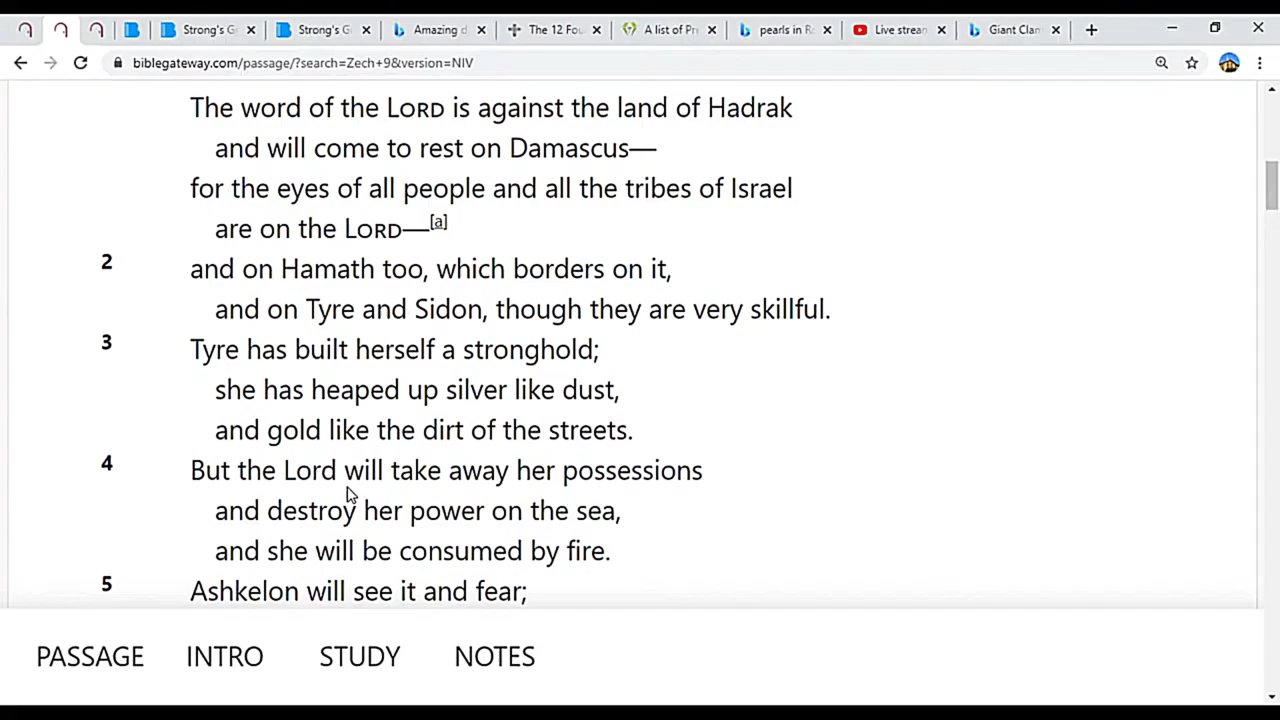 Strong's G
Strong's G
Amazing
The 12 Fou
A list of Pr
pearls in R
Live strean
Giant Clan
biblegateway.com/passage/?search=Zech+9&version=NIV
The word of the LORD is against the land of Hadrak
and will come to rest on Damascus—
for the eyes of all people and all the tribes of Israel
are on the LORD—[a]
2 and on Hamath too, which borders on it,
and on Tyre and Sidon, though they are very skillful.
3 Tyre has built herself a stronghold;
she has heaped up silver like dust,
and gold like the dirt of the streets.
4 But the Lord will take away her possessions
and destroy her power on the sea,
and she will be consumed by fire.
5 Ashkelon will see it and fear;
PASSAGE INTRO STUDY NOTES